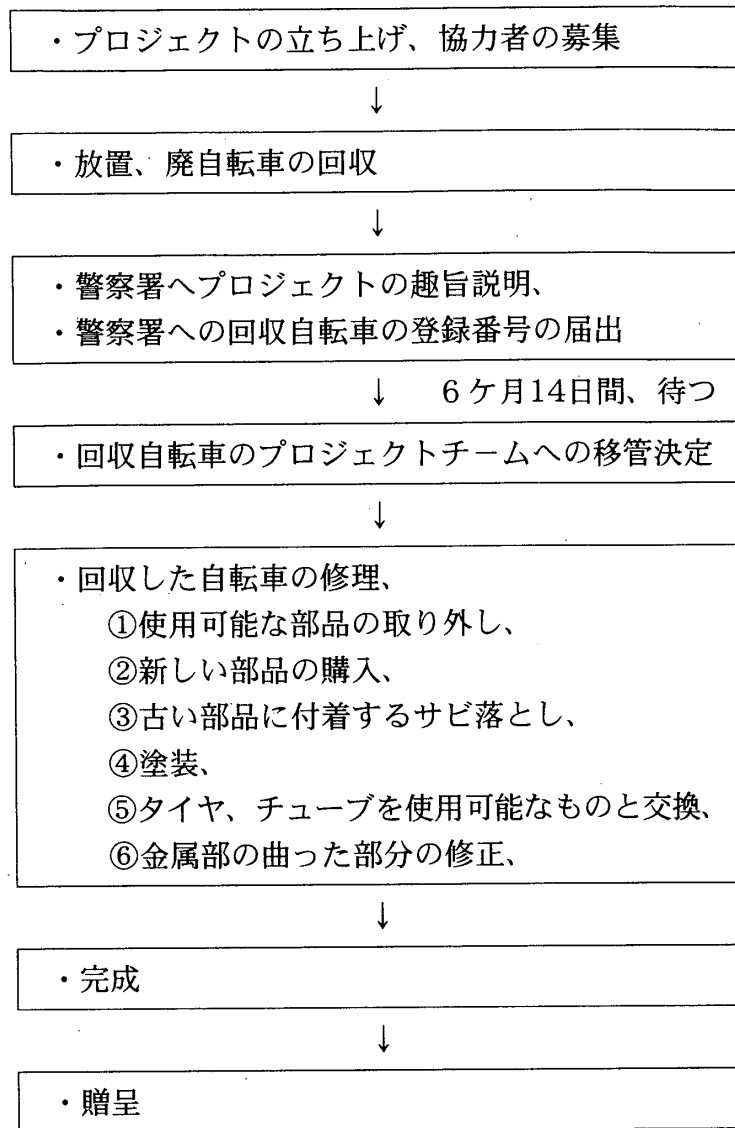 ・プロジェクトの立ち上げ、協力者の募集
↓
・放置、廃自転車の回収
↓
・警察署へプロジェクトの趣旨説明、
・警察署への回収自転車の登録番号の届出
↓　6ケ月14日間、待つ
・回収自転車のプロジェクトチームへの移管決定
↓
・回収した自転車の修理、
①使用可能な部品の取り外し、
②新しい部品の購入、
③古い部品に付着するサビ落とし、
④塗装、
⑤タイヤ、チューブを使用可能なものと交換、
⑥金属部の曲った部分の修正、
↓
・完成
↓
・贈呈